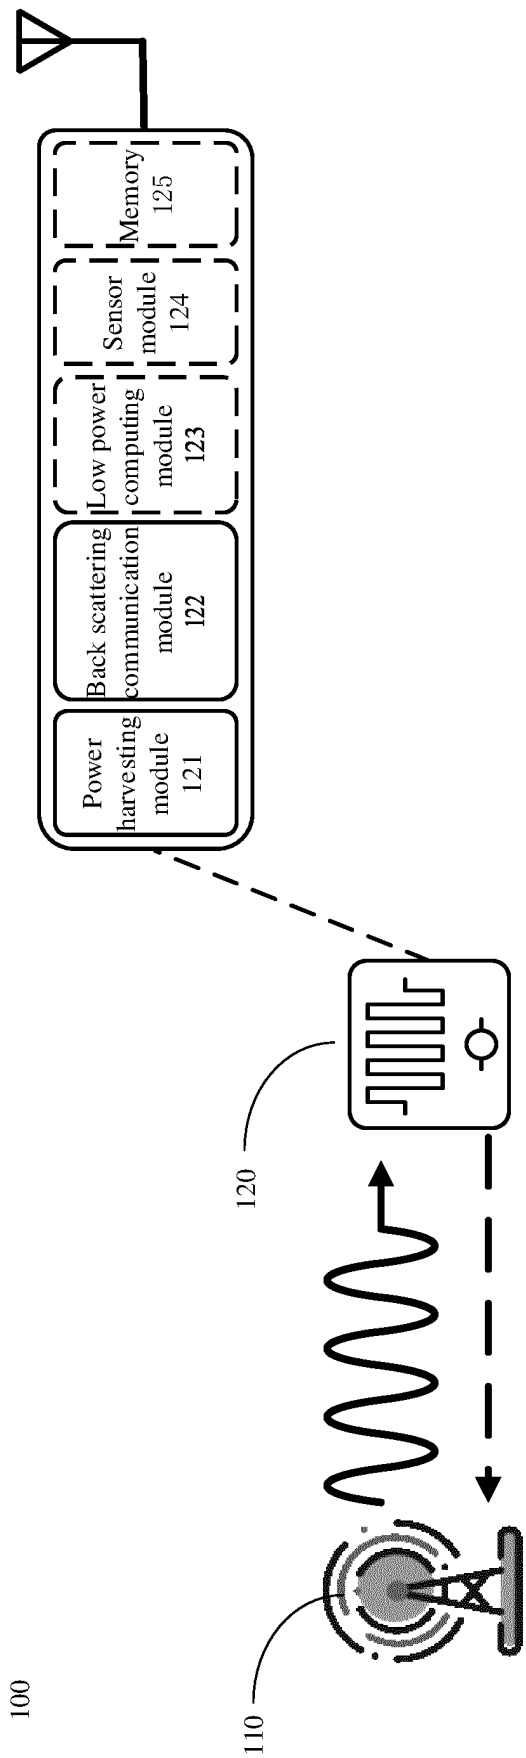 100
110
120
Power
harvesting
module
121
Back scattering
communication
module
122
Low power
computing
module
123
Sensor
module
124
Memory
125